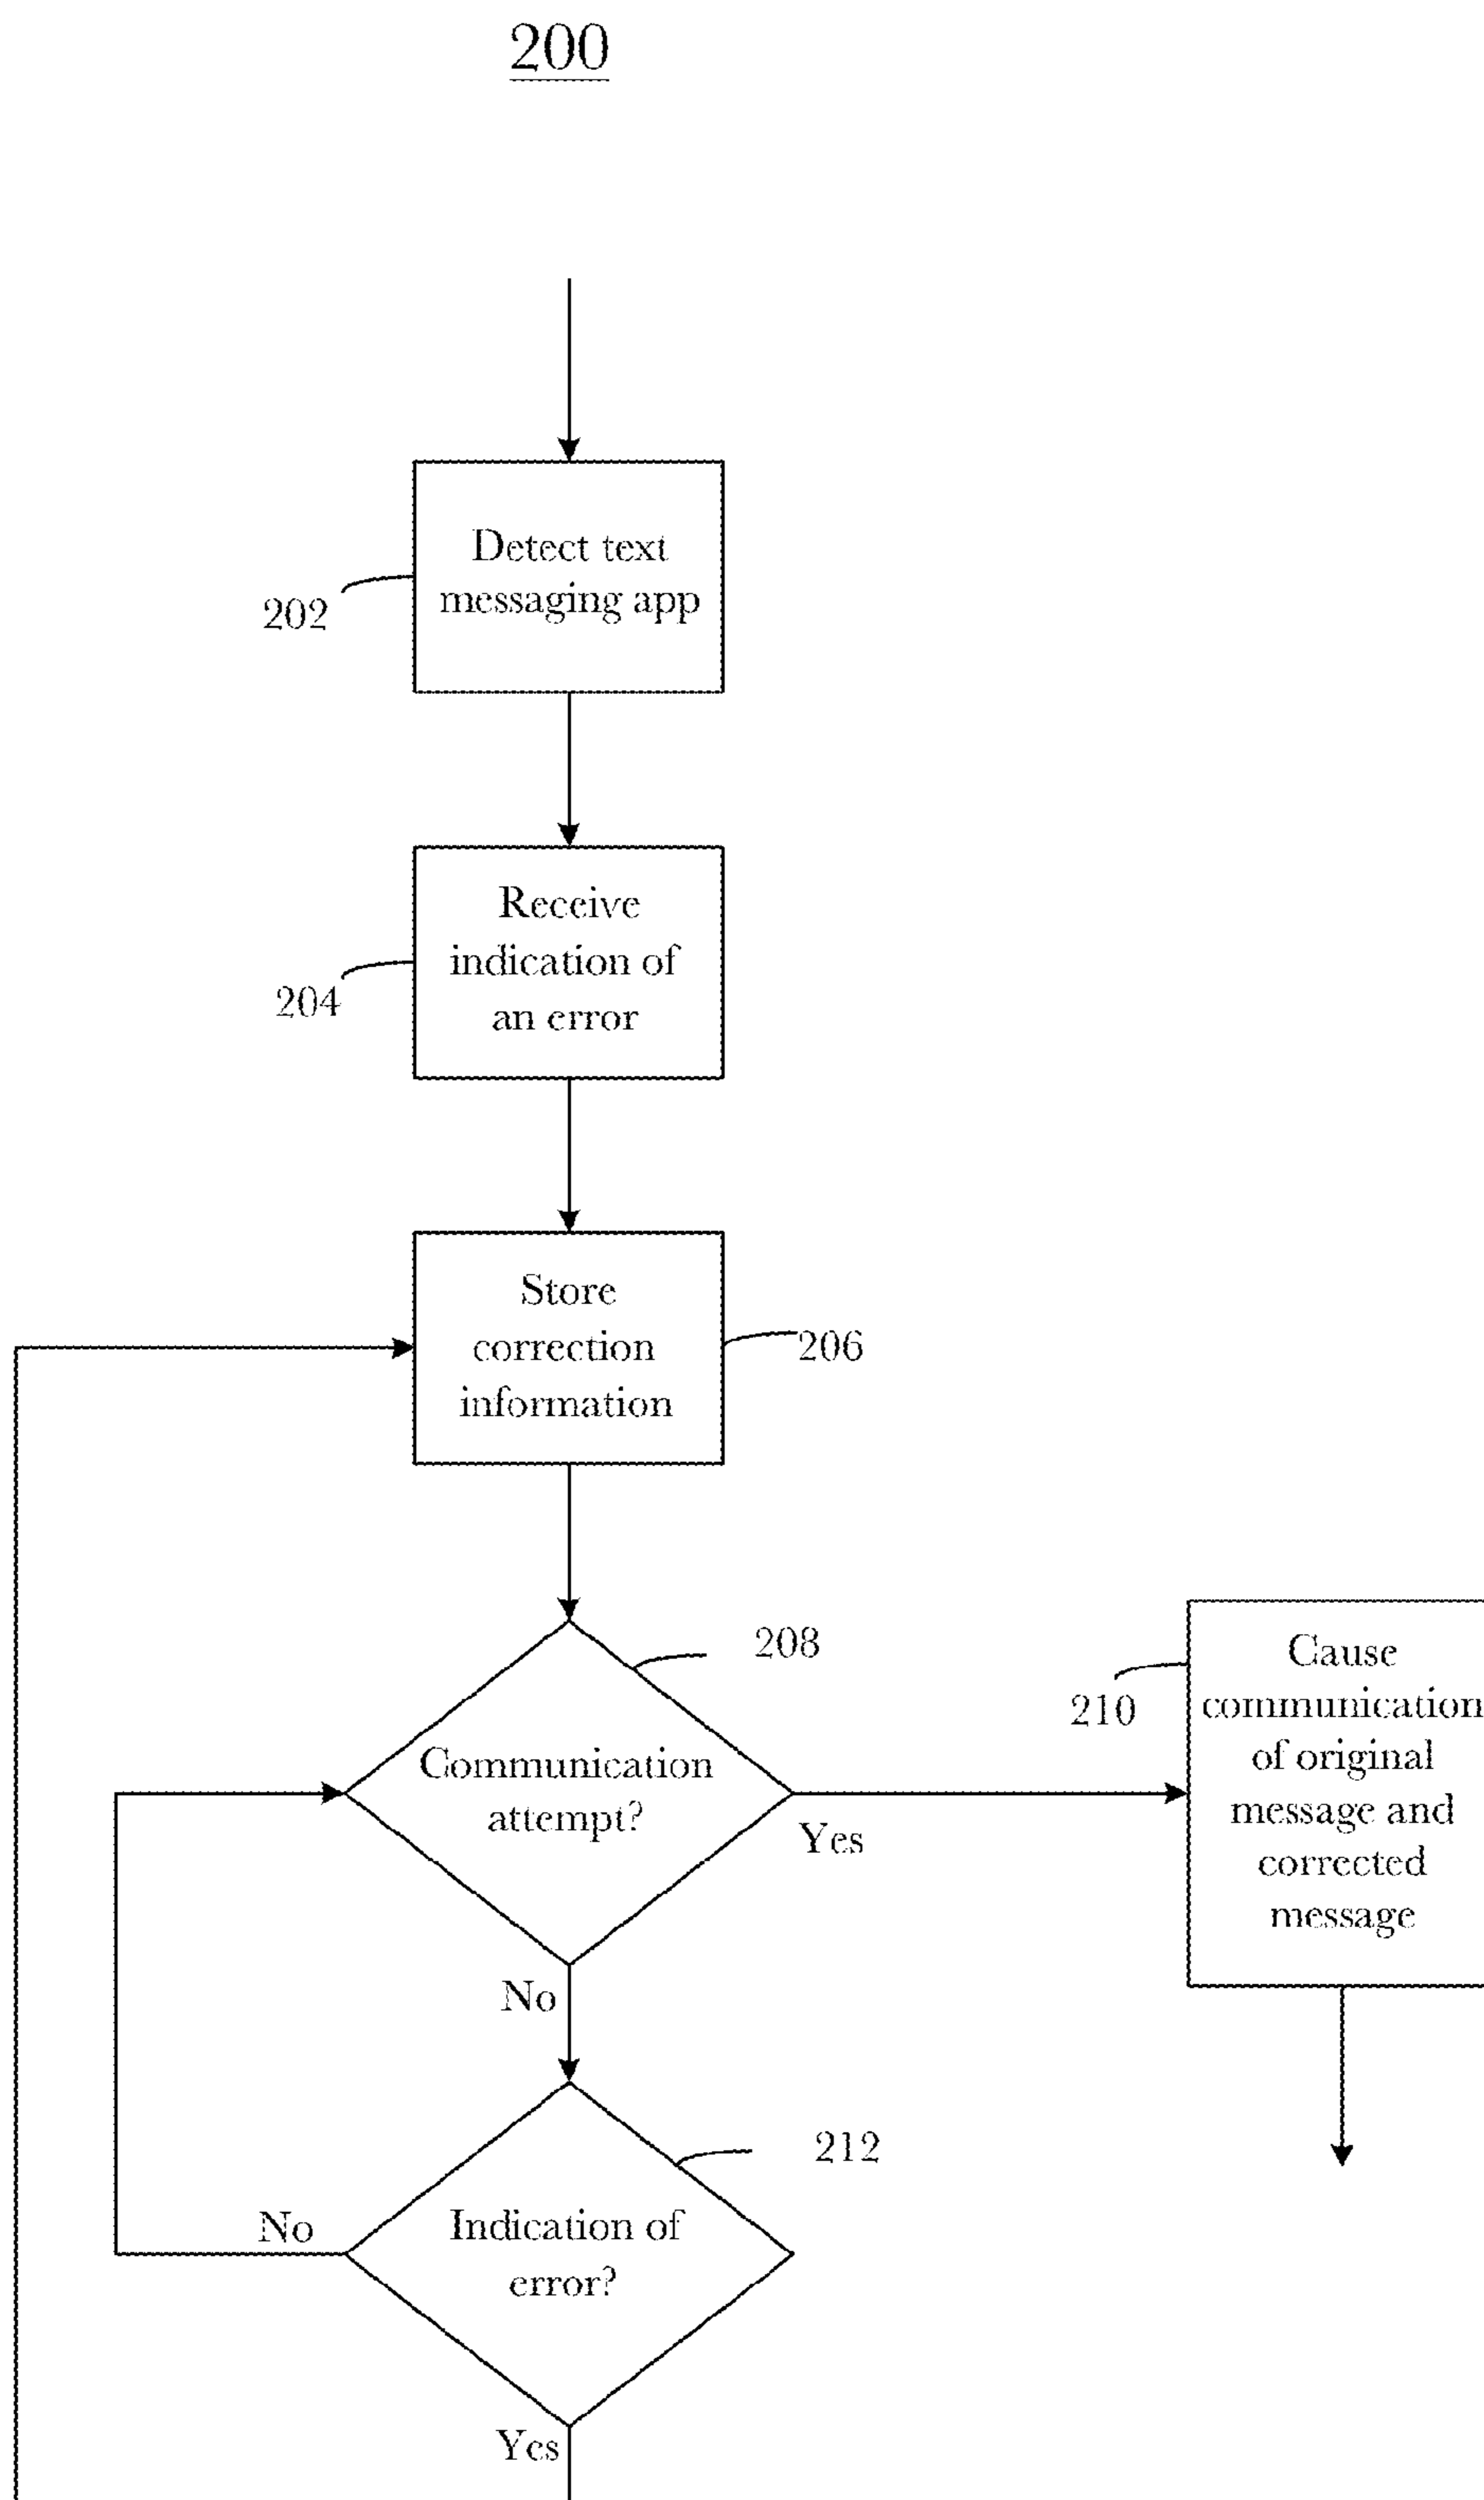 200
Detect text
messaging app
202
Receive
indication of
an error
204
Store
correction
information
206
208
Communication
attempt?
Yes
210
Cause
communication
of original
message and
corrected
message
No
212
Indication of
error?
No
Yes